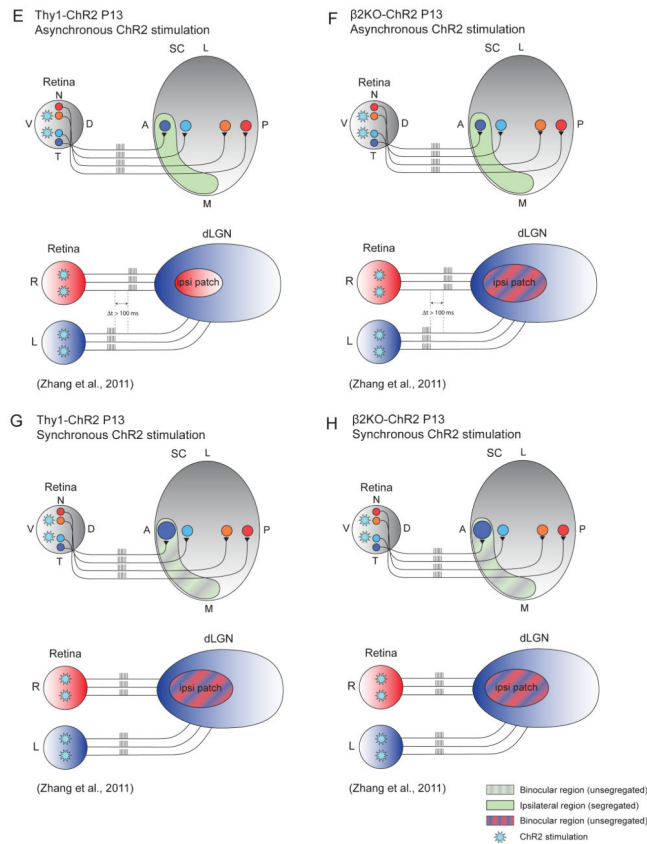 E
Thy1-ChR2 P13
Asynchronous ChR2 stimulation
SC
L
Retina
N
V
D
T
A
P
M
dLGN
Retina
R
ipsi patch
Δt > 100 ms
L
(Zhang et al., 2011)
F
β2KO-ChR2 P13
Asynchronous ChR2 stimulation
SC
L
Retina
N
V
D
T
A
P
M
dLGN
Retina
R
ipsi patch
Δt > 100 ms
L
(Zhang et al., 2011)
G
Thy1-ChR2 P13
Synchronous ChR2 stimulation
SC
L
Retina
N
V
D
T
A
P
M
dLGN
Retina
R
ipsi patch
L
(Zhang et al., 2011)
H
β2KO-ChR2 P13
Synchronous ChR2 stimulation
SC
L
Retina
N
V
D
T
A
P
M
dLGN
Retina
R
ipsi patch
L
(Zhang et al., 2011)
Binocular region (unsegregated)
Ipsilateral region (segregated)
Binocular region (unsegregated)
ChR2 stimulation